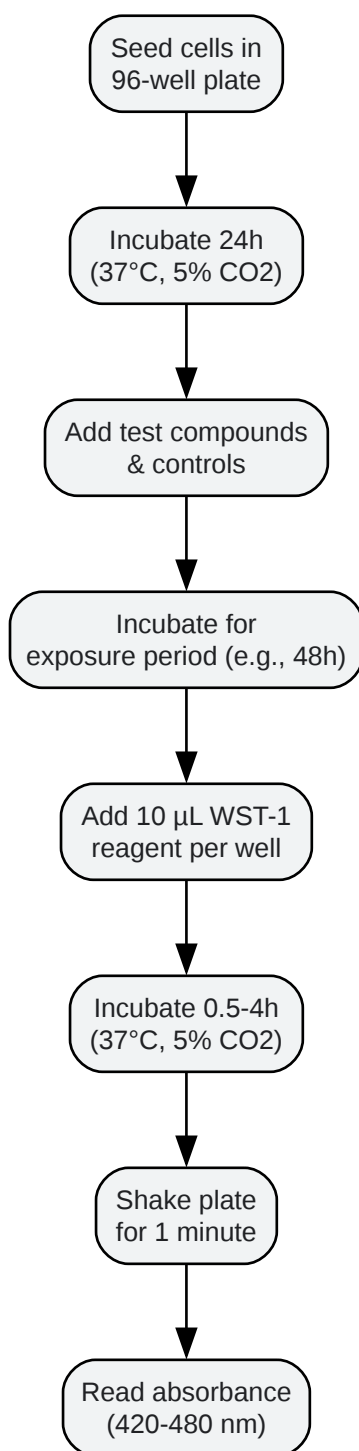 Seed cells in
96-well plate
Incubate 24h
(37°C, 5% CO2)
Add test compounds
& controls
Incubate for
exposure period (e.g., 48h)
Add 10 µL WST-1
reagent per well
Incubate 0.5-4h
(37°C, 5% CO2)
Shake plate
for 1 minute
Read absorbance
(420-480 nm)